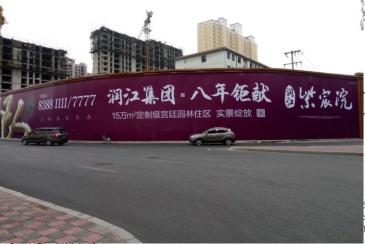 8388 1111/7777
润江集团·八年钜献
15万m²定制级宫廷园林住区 实景绽放
紫宸院